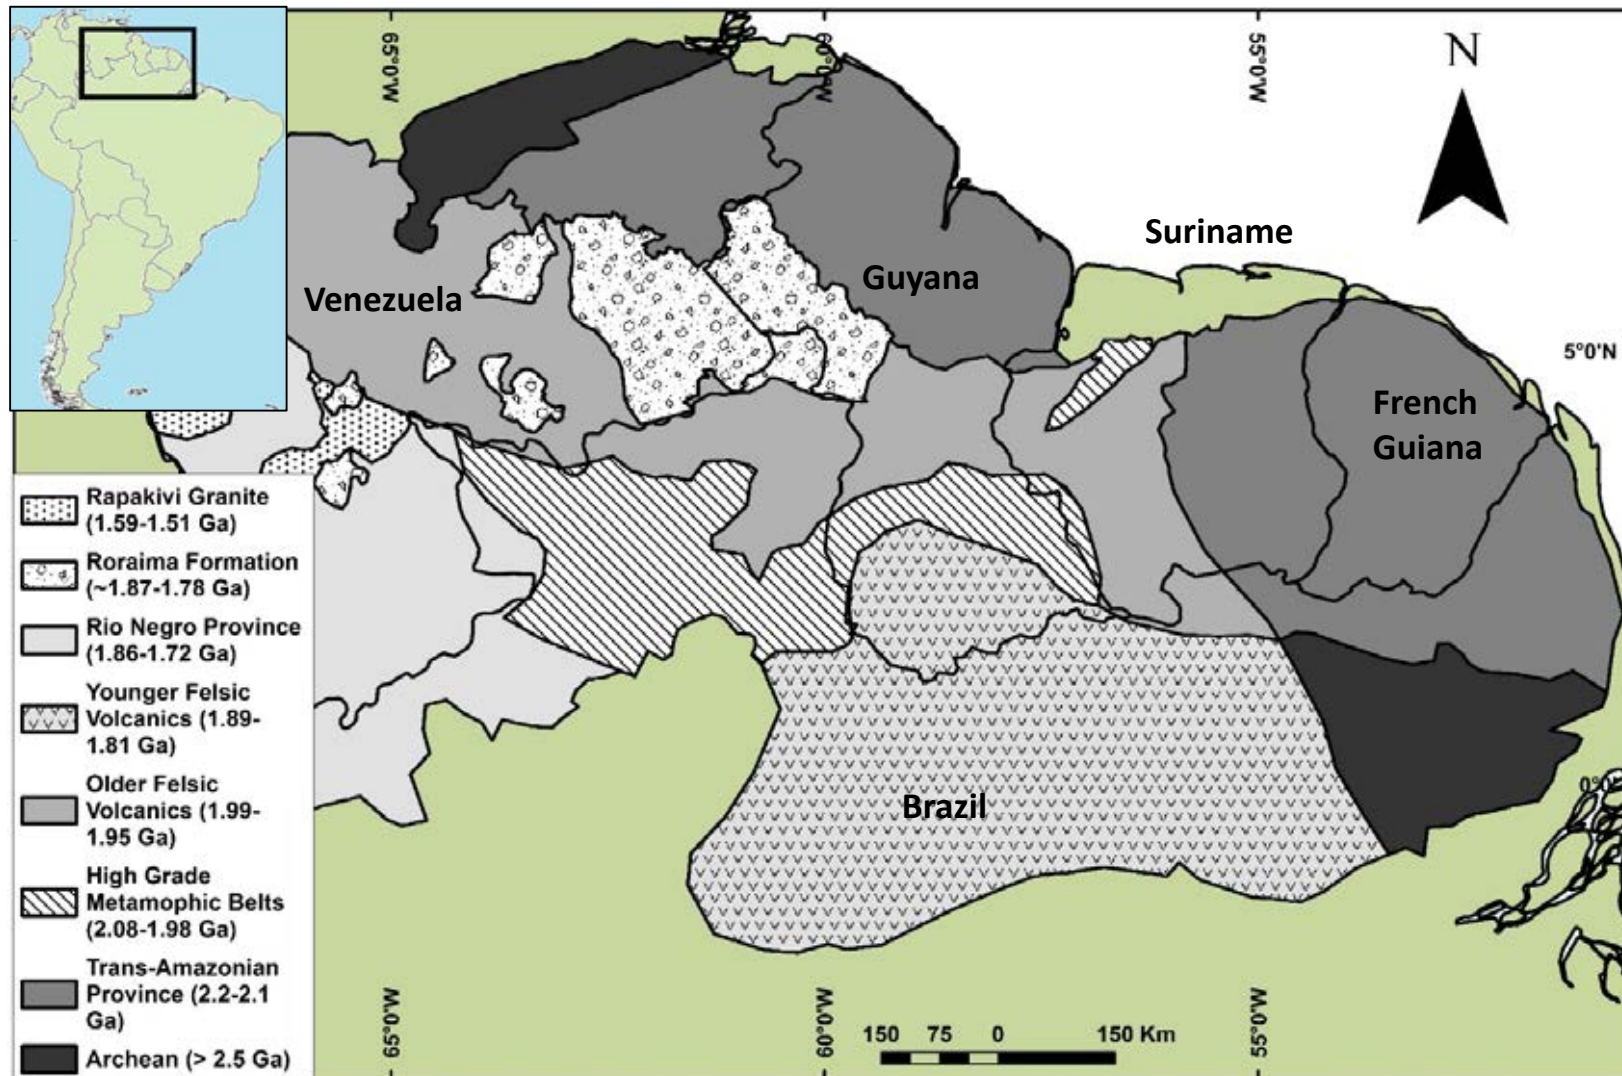 65°0'W
60°0'W
55°0'W
N
Suriname
Guyana
Venezuela
5°0'N
French
Guiana
Rapakivi Granite
(1.59-1.51 Ga)
Roraima Formation
(~1.87-1.78 Ga)
Rio Negro Province
(1.86-1.72 Ga)
Younger Felsic
Volcanics (1.89-
1.81 Ga)
Older Felsic
Volcanics (1.99-
1.95 Ga)
High Grade
Metamophic Belts
(2.08-1.98 Ga)
Trans-Amazonian
Province (2.2-2.1
Ga)
Archean (> 2.5 Ga)
Brazil
65°0'W
60°0'W
55°0'W
150 75 0 150 Km